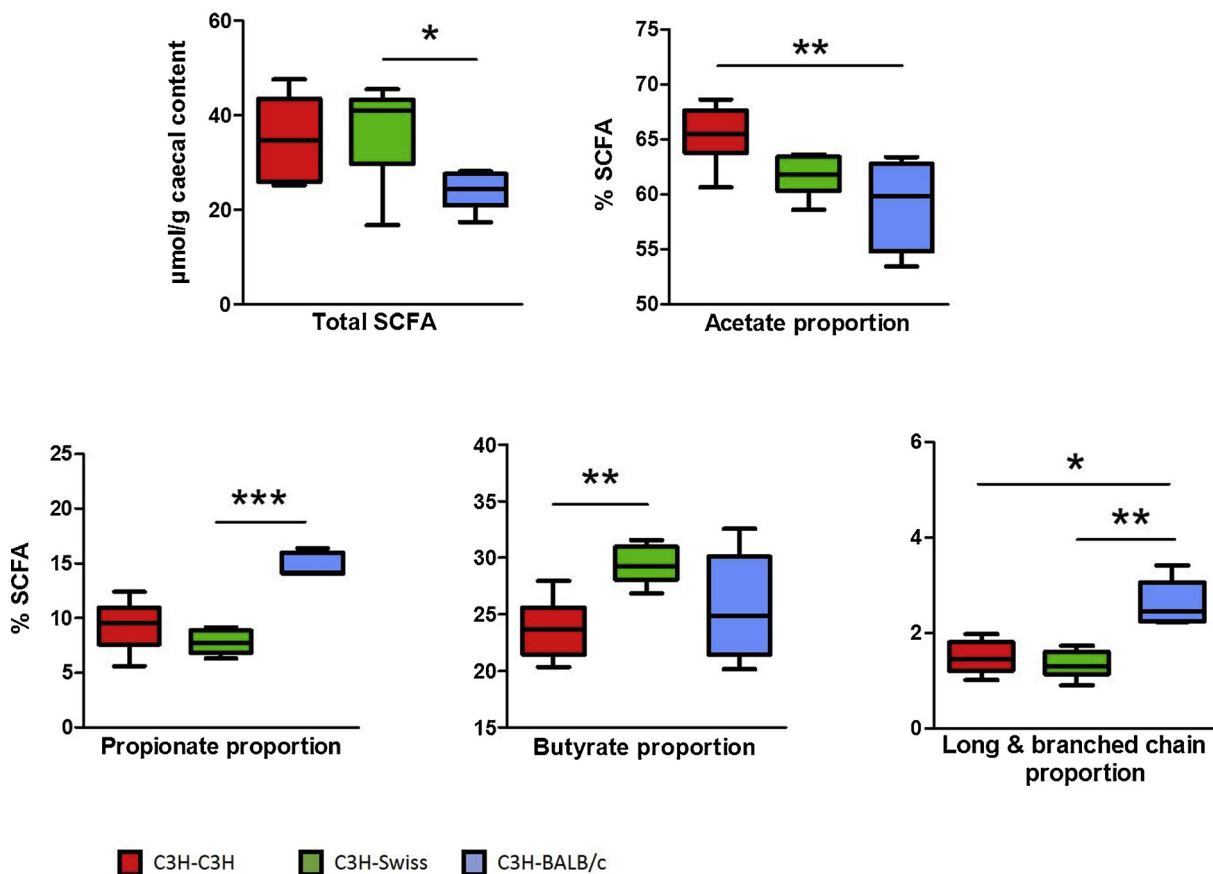 60
40
20
0
µmol/g caecal content
*
Total SCFA
75
70
65
60
55
50
% SCFA
**
Acetate proportion
25
20
15
10
5
0
% SCFA
***
Propionate proportion
40
35
30
25
20
15
**
Butyrate proportion
6
4
2
0
*
**
Long & branched chain
proportion
C3H-C3H
C3H-Swiss
C3H-BALB/c